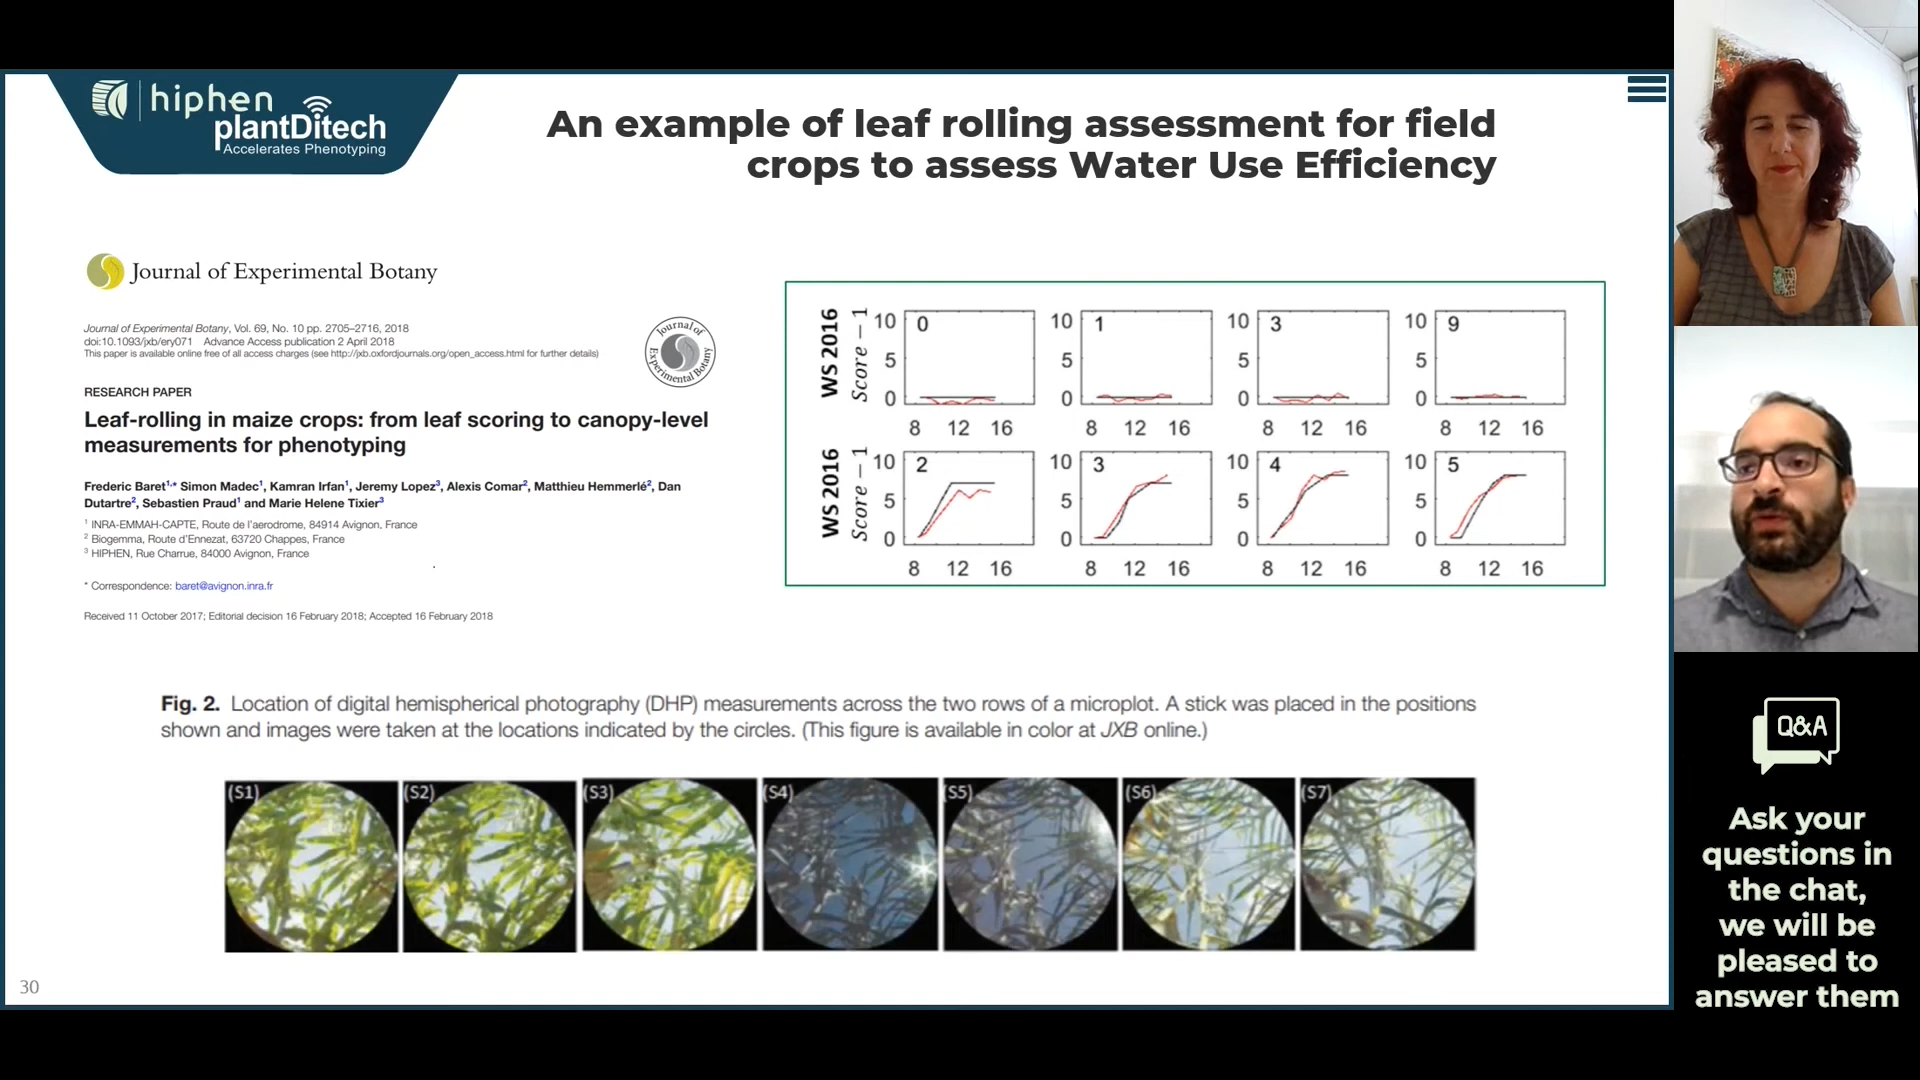 hiphen
plantDitech
Accelerates Phenotyping
An example of leaf rolling assessment for field
crops to assess Water Use Efficiency
Journal of Experimental Botany
Journal of Experimental Botany, Vol. 69, No. 10 pp. 2705–2716, 2018
doi:10.1093/jxb/ery071 Advance Access publication 2 April 2018
This paper is available online free of all access charges (see http://jxb.oxfordjournals.org/open_access.html for further details)
Journal of
Experimental Botany
RESEARCH PAPER
Leaf-rolling in maize crops: from leaf scoring to canopy-level
measurements for phenotyping
Frederic Baret1,* Simon Madec1, Kamran Irfan1, Jeremy Lopez3, Alexis Comar2, Matthieu Hemmerlé2, Dan
Dutartre2, Sebastien Praud1 and Marie Helene Tixier3
1 INRA-EMMAH-CAPTE, Route de l'aerodrome, 84914 Avignon. France
2 Biogemma, Route d'Ennezat, 63720 Chappes, France
3 HIPHEN, Rue Charrue, 84000 Avignon, France
* Correspondence: baret@avignon.inra.fr
Received 11 October 2017; Editorial decision 16 February 2018; Accepted 16 February 2018
WS 2016
Score – 1
10 0 10 1 10 3 10 9
5 5 5 5
0 0 0 0
8 12 16 8 12 16 8 12 16 8 12 16
WS 2016
Score – 1
10 2 10 3 10 4 10 5
5 5 5 5
0 0 0 0
8 12 16 8 12 16 8 12 16 8 12 16
Fig. 2. Location of digital hemispherical photography (DHP) measurements across the two rows of a microplot. A stick was placed in the positions
shown and images were taken at the locations indicated by the circles. (This figure is available in color at JXB online.)
(S1) (S2) (S3) (S4) (S5) (S6) (S7)
30
Q&A
Ask your
questions in
the chat,
we will be
pleased to
answer them